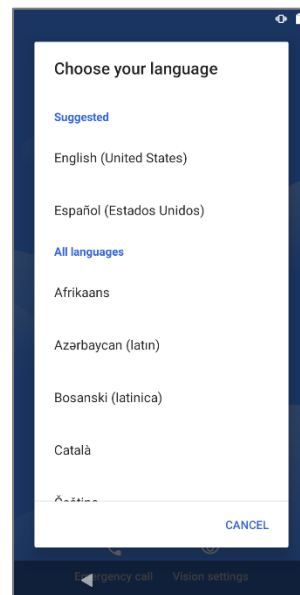 Choose your language
Suggested
English (United States)
Español (Estados Unidos)
All languages
Afrikaans
Azərbaycan (latın)
Bosanski (latinica)
Català
Čeština
CANCEL
Emergency call Vision settings